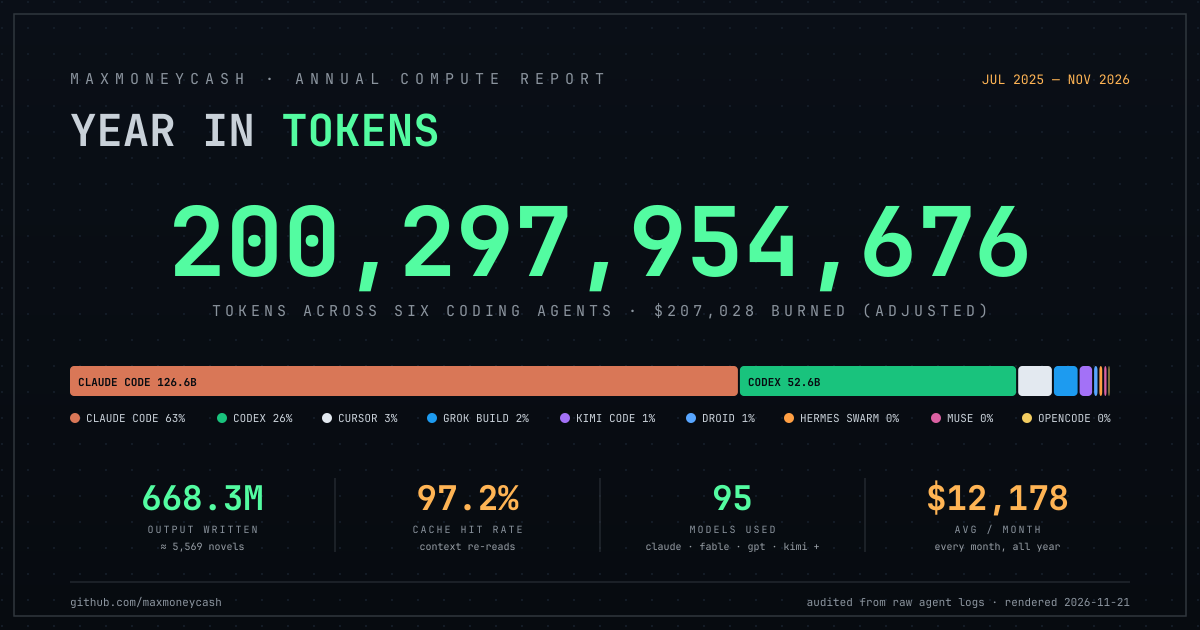 MAXMONEYCASH · ANNUAL COMPUTE REPORT
JUL 2025 — NOV 2026
YEAR IN TOKENS
200,297,954,676
TOKENS ACROSS SIX CODING AGENTS · $207,028 BURNED (ADJUSTED)
CLAUDE CODE 126.6B CODEX 52.6B
CLAUDE CODE 63% CODEX 26% CURSOR 3% GROK BUILD 2% KIMI CODE 1% DROID 1% HERMES SWARM 0% MUSE 0% OPENCODE 0%
668.3M 97.2% 95 $12,178
OUTPUT WRITTEN CACHE HIT RATE MODELS USED AVG / MONTH
≈ 5,569 novels context re-reads claude · fable · gpt · kimi + every month, all year
github.com/maxmoneycash audited from raw agent logs · rendered 2026-11-21